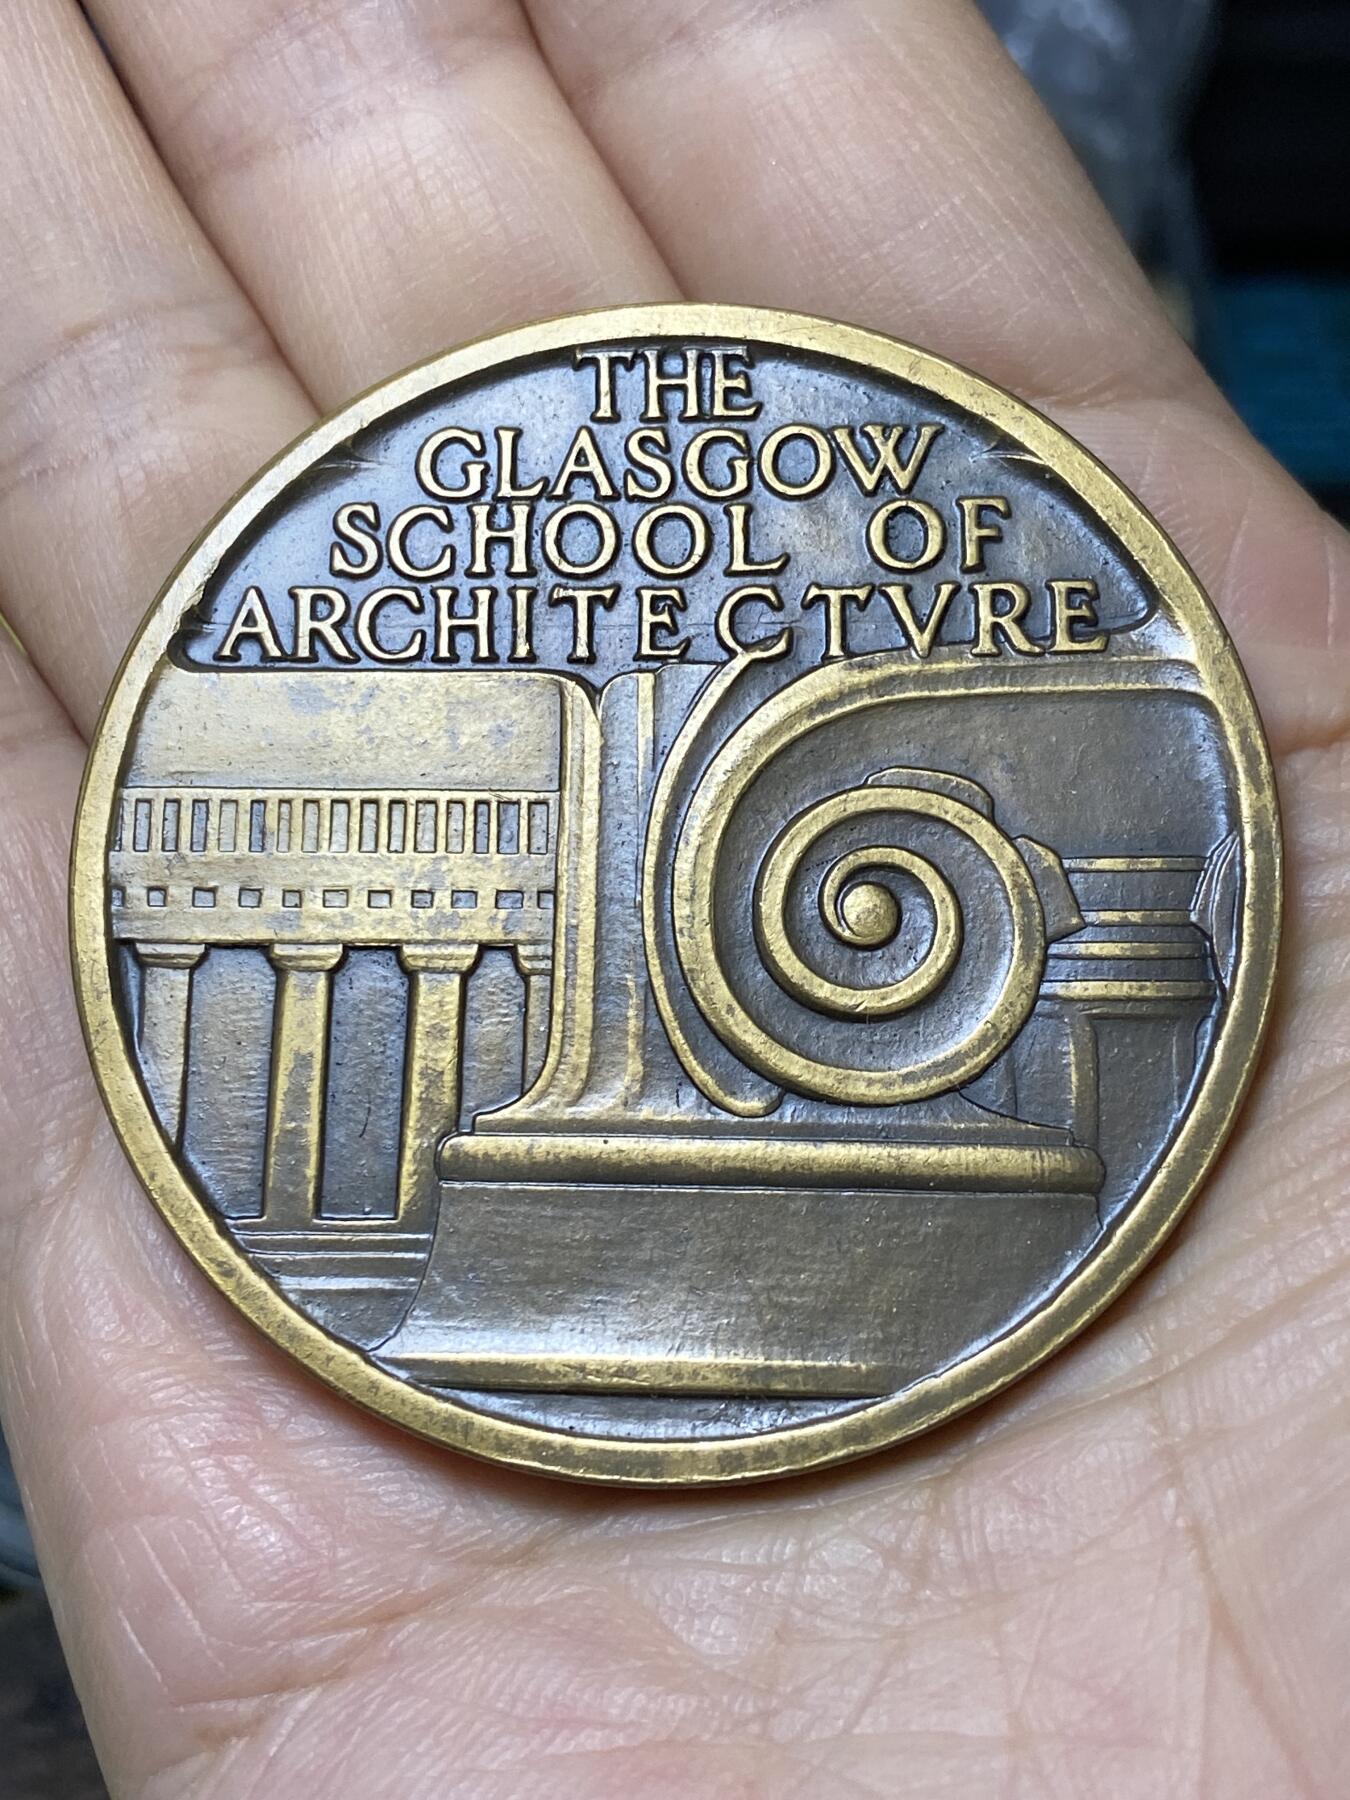 THE
GLASGOW
SCHOOL OF
ARCHITECTVRE